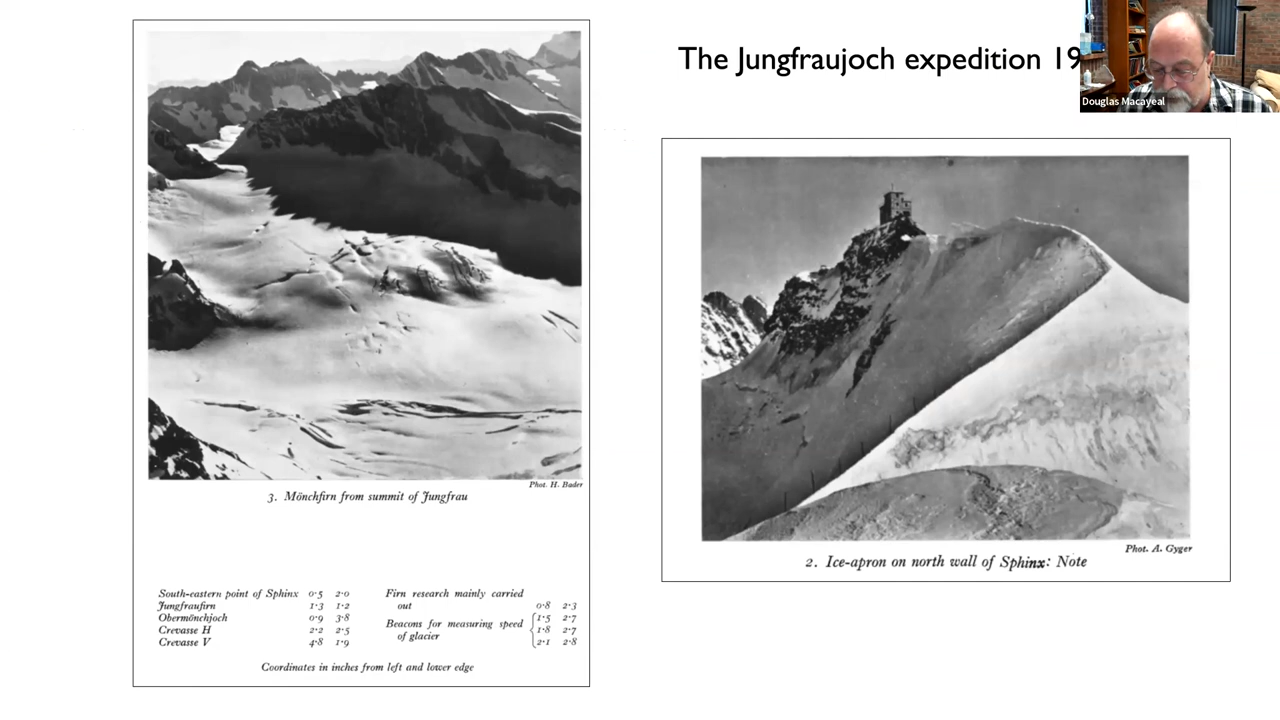 The Jungfraujoch expedition 19
Douglas Macayeal
Phot. H. Bader
3. Mönchfirn from summit of Jungfrau
South-eastern point of Sphinx 0·5 2·0
Jungfraufirn 1·3 1·2
Obermönchjoch 0·9 3·8
Crevasse H 2·2 2·5
Crevasse V 4·8 1·9
Firn research mainly carried
out 0·8 2·3
Beacons for measuring speed
of glacier
1·5 2·7
1·8 2·7
2·1 2·8
Coordinates in inches from left and lower edge
Phot. A. Gyger
2. Ice-apron on north wall of Sphinx: Note